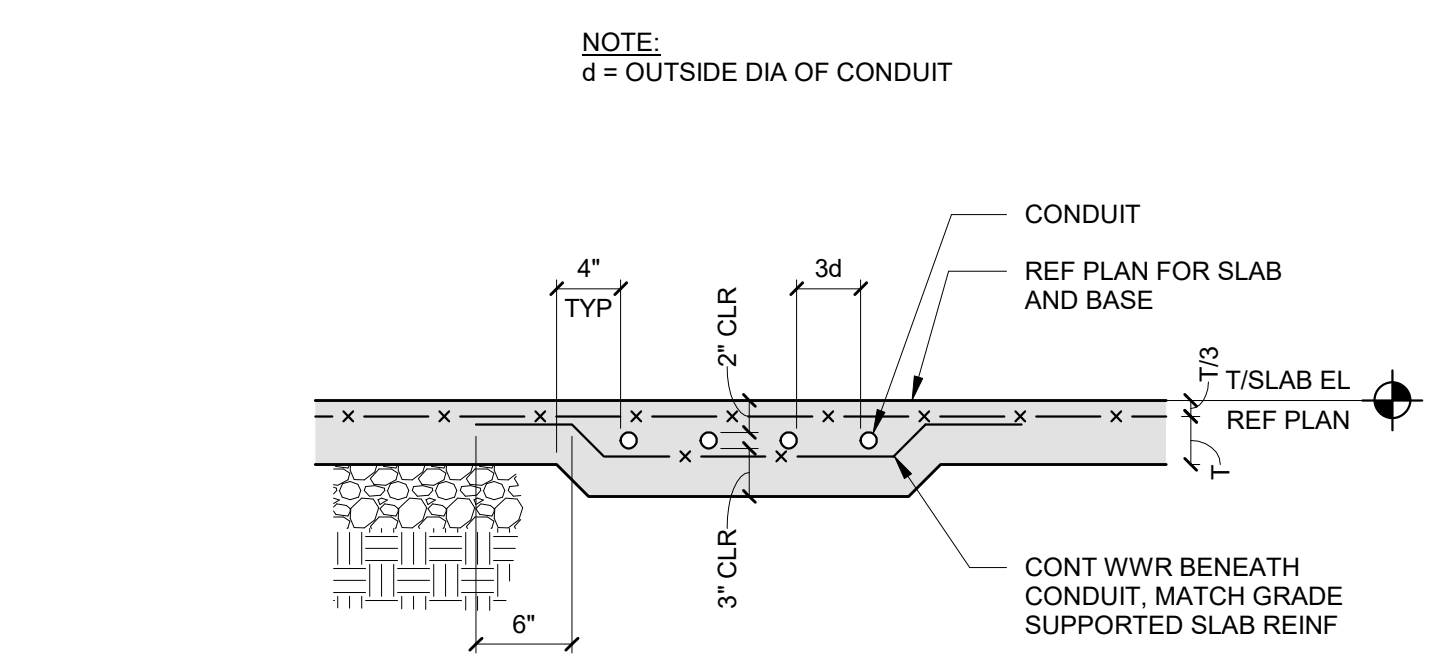 NOTE:
d = OUTSIDE DIA OF CONDUIT
CONDUIT
4"
TYP
3d
REF PLAN FOR SLAB
AND BASE
2" CLR
T/3
T/SLAB EL
REF PLAN
T
3" CLR
CONT WWR BENEATH
CONDUIT, MATCH GRADE
SUPPORTED SLAB REINF
6"